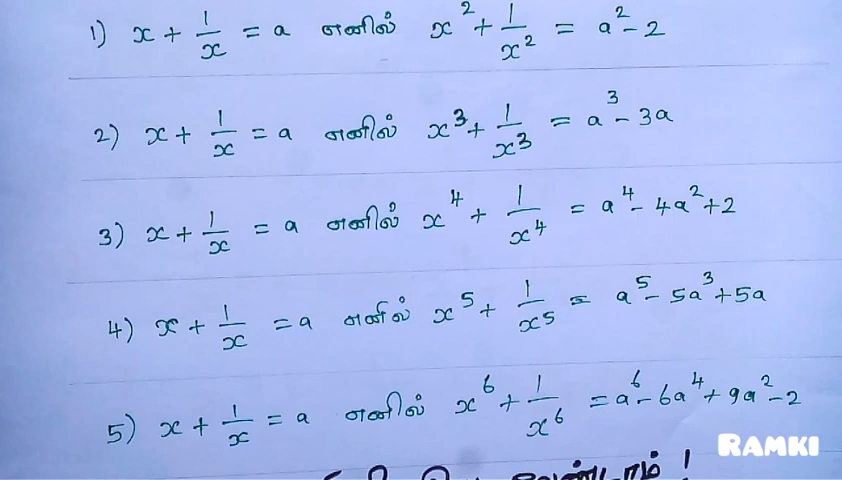 1) x + 1/x = a எனில் x² + 1/x² = a² - 2
2) x + 1/x = a எனில் x³ + 1/x³ = a³ - 3a
3) x + 1/x = a எனில் x⁴ + 1/x⁴ = a⁴ - 4a² + 2
4) x + 1/x = a எனில் x⁵ + 1/x⁵ = a⁵ - 5a³ + 5a
5) x + 1/x = a எனில் x⁶ + 1/x⁶ = a⁶ - 6a⁴ + 9a² - 2
RAMKI
வேண்டாம் !